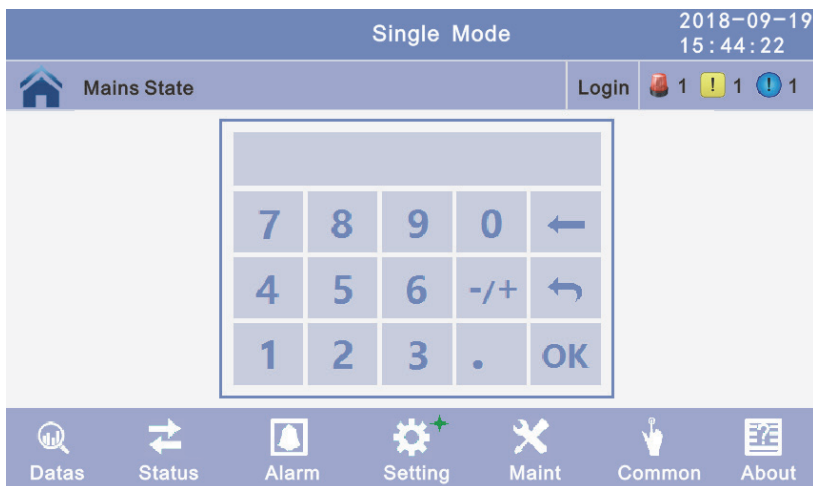 Single Mode
2018-09-19
15:44:22
Mains State
Login
1
! 1
! 1
7 8 9 0
4 5 6 -/+
1 2 3 . OK
Datas Status Alarm Setting Maint Common About